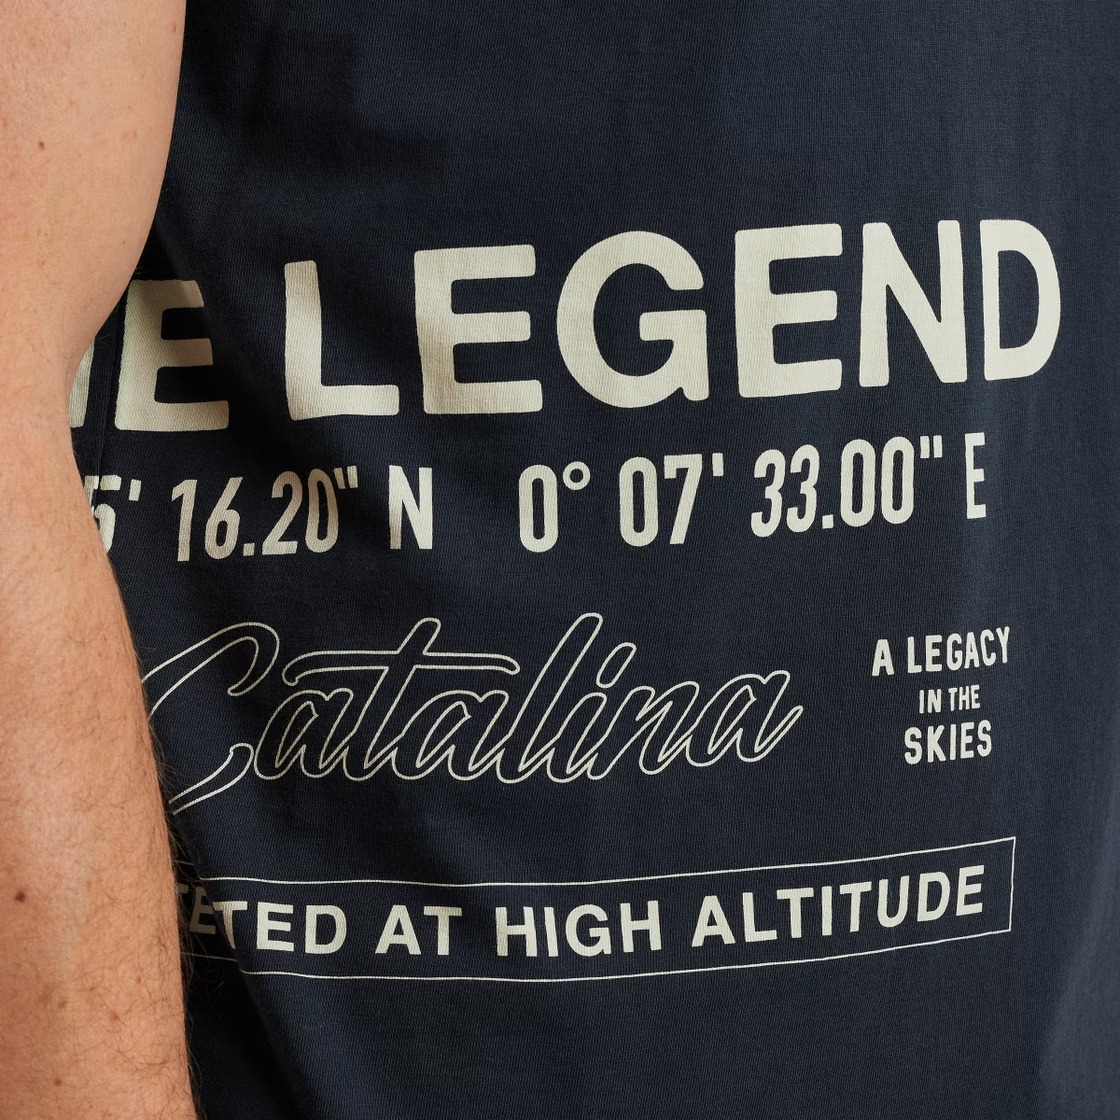 LEGEND
16.20" N 0° 07' 33.00" E
Catalina
A LEGACY
IN THE
SKIES
AT HIGH ALTITUDE